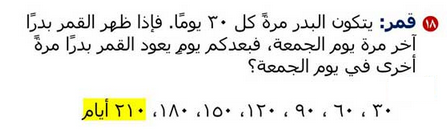 ١٨ قمر: يتكون البدر مرةً كل ٣٠ يومًا. فإذا ظهر القمر بدرًا
آخر مرة يوم الجمعة، فبعدكم يومٍ يعود القمر بدرًا مرةً
أخرى في يوم الجمعة؟
٣٠ ، ٦٠ ، ٩٠ ، ١٢٠، ١٥٠، ١٨٠، ٢١٠ أيام